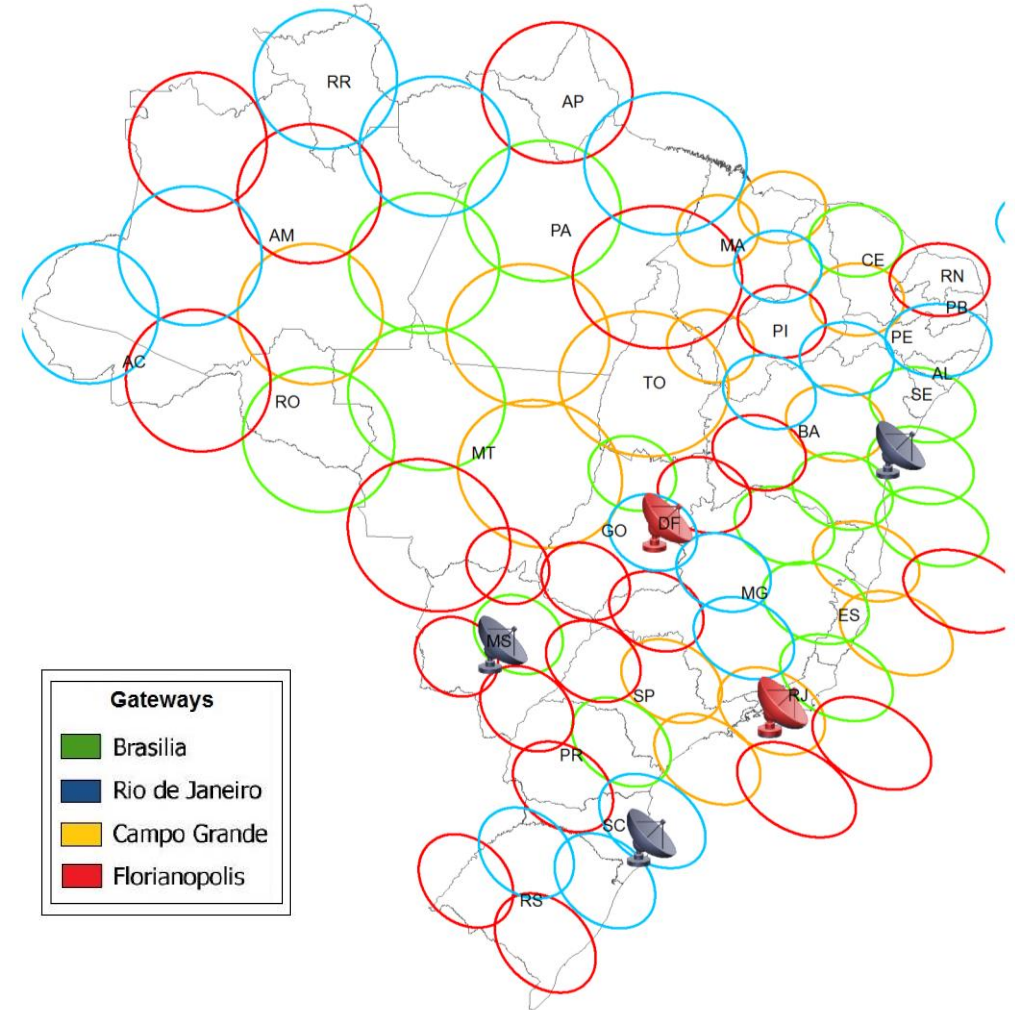 RR
AP
AM
PA
MA
CE
RN
PB
PI
PE
AC
TO
AL
RO
SE
BA
MT
DF
GO
MG
ES
MS
SP
RJ
PR
SC
RS
Gateways
Brasilia
Rio de Janeiro
Campo Grande
Florianopolis